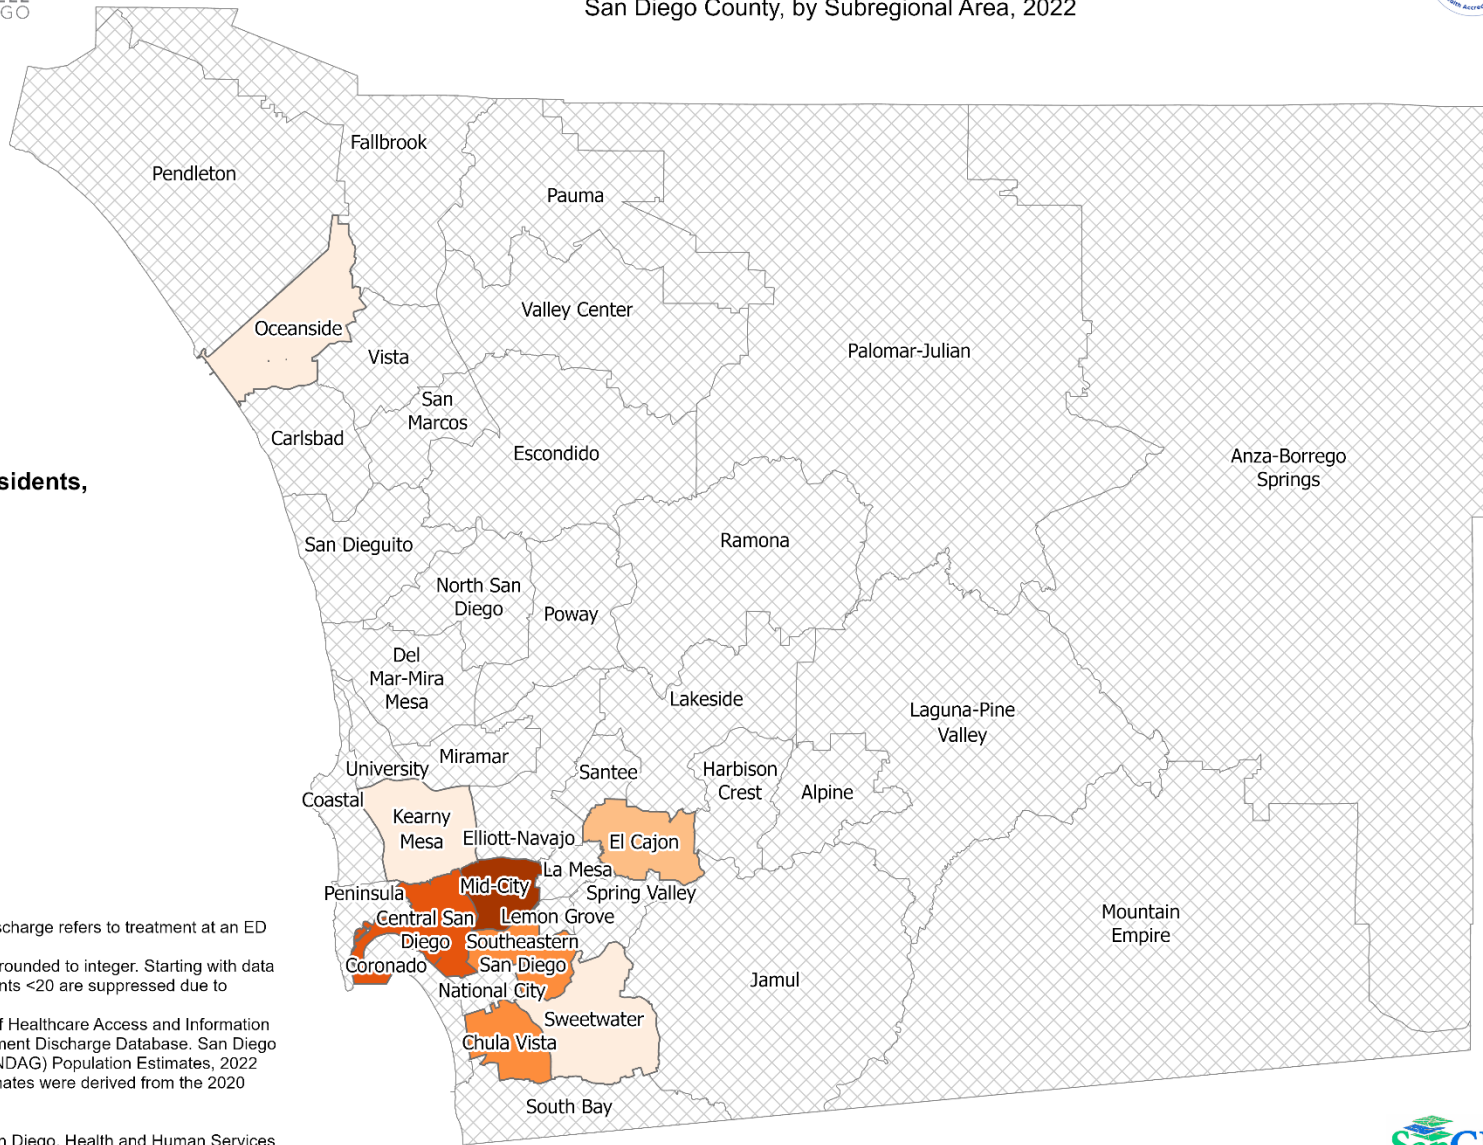 GO
San Diego County, by Subregional Area, 2022
Fallbrook
Pendleton
Pauma
Valley Center
Oceanside
Vista
Palomar-Julian
San
Marcos
Carlsbad
Escondido
Anza-Borrego
Springs
sidents,
San Dieguito
Ramona
North San
Diego
Poway
Del
Mar-Mira
Mesa
Lakeside
Laguna-Pine
Valley
Miramar
University
Santee
Harbison
Crest
Alpine
Coastal
Kearny
Mesa
Elliott-Navajo
El Cajon
La Mesa
Mid-City
Peninsula
Spring Valley
Central San
Diego
Lemon Grove
Mountain
Empire
Southeastern
San Diego
Coronado
Jamul
National City
Sweetwater
Chula Vista
South Bay
scharge refers to treatment at an ED
rounded to integer. Starting with data
nts <20 are suppressed due to
f Healthcare Access and Information
ment Discharge Database. San Diego
NDAG) Population Estimates, 2022
mates were derived from the 2020
n Diego, Health and Human Services